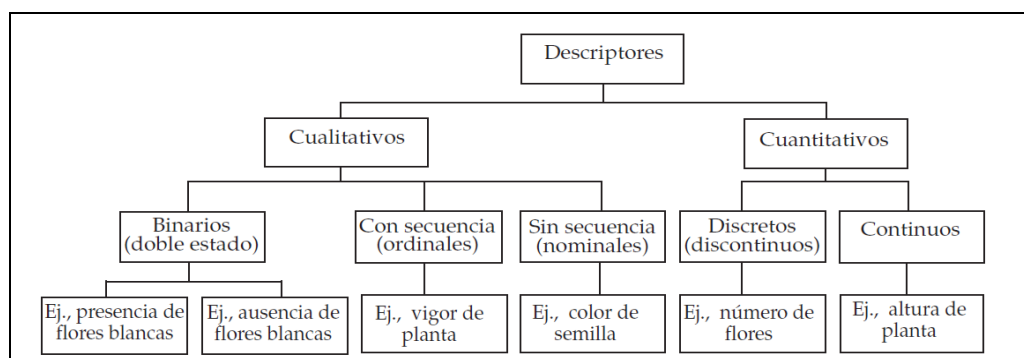 Descriptores
Cualitativos
Cuantitativos
Binarios
(doble estado)
Con secuencia
(ordinales)
Sin secuencia
(nominales)
Discretos
(discontinuos)
Continuos
Ej., presencia de
flores blancas
Ej., ausencia de
flores blancas
Ej., vigor de
planta
Ej., color de
semilla
Ej., número de
flores
Ej., altura de
planta